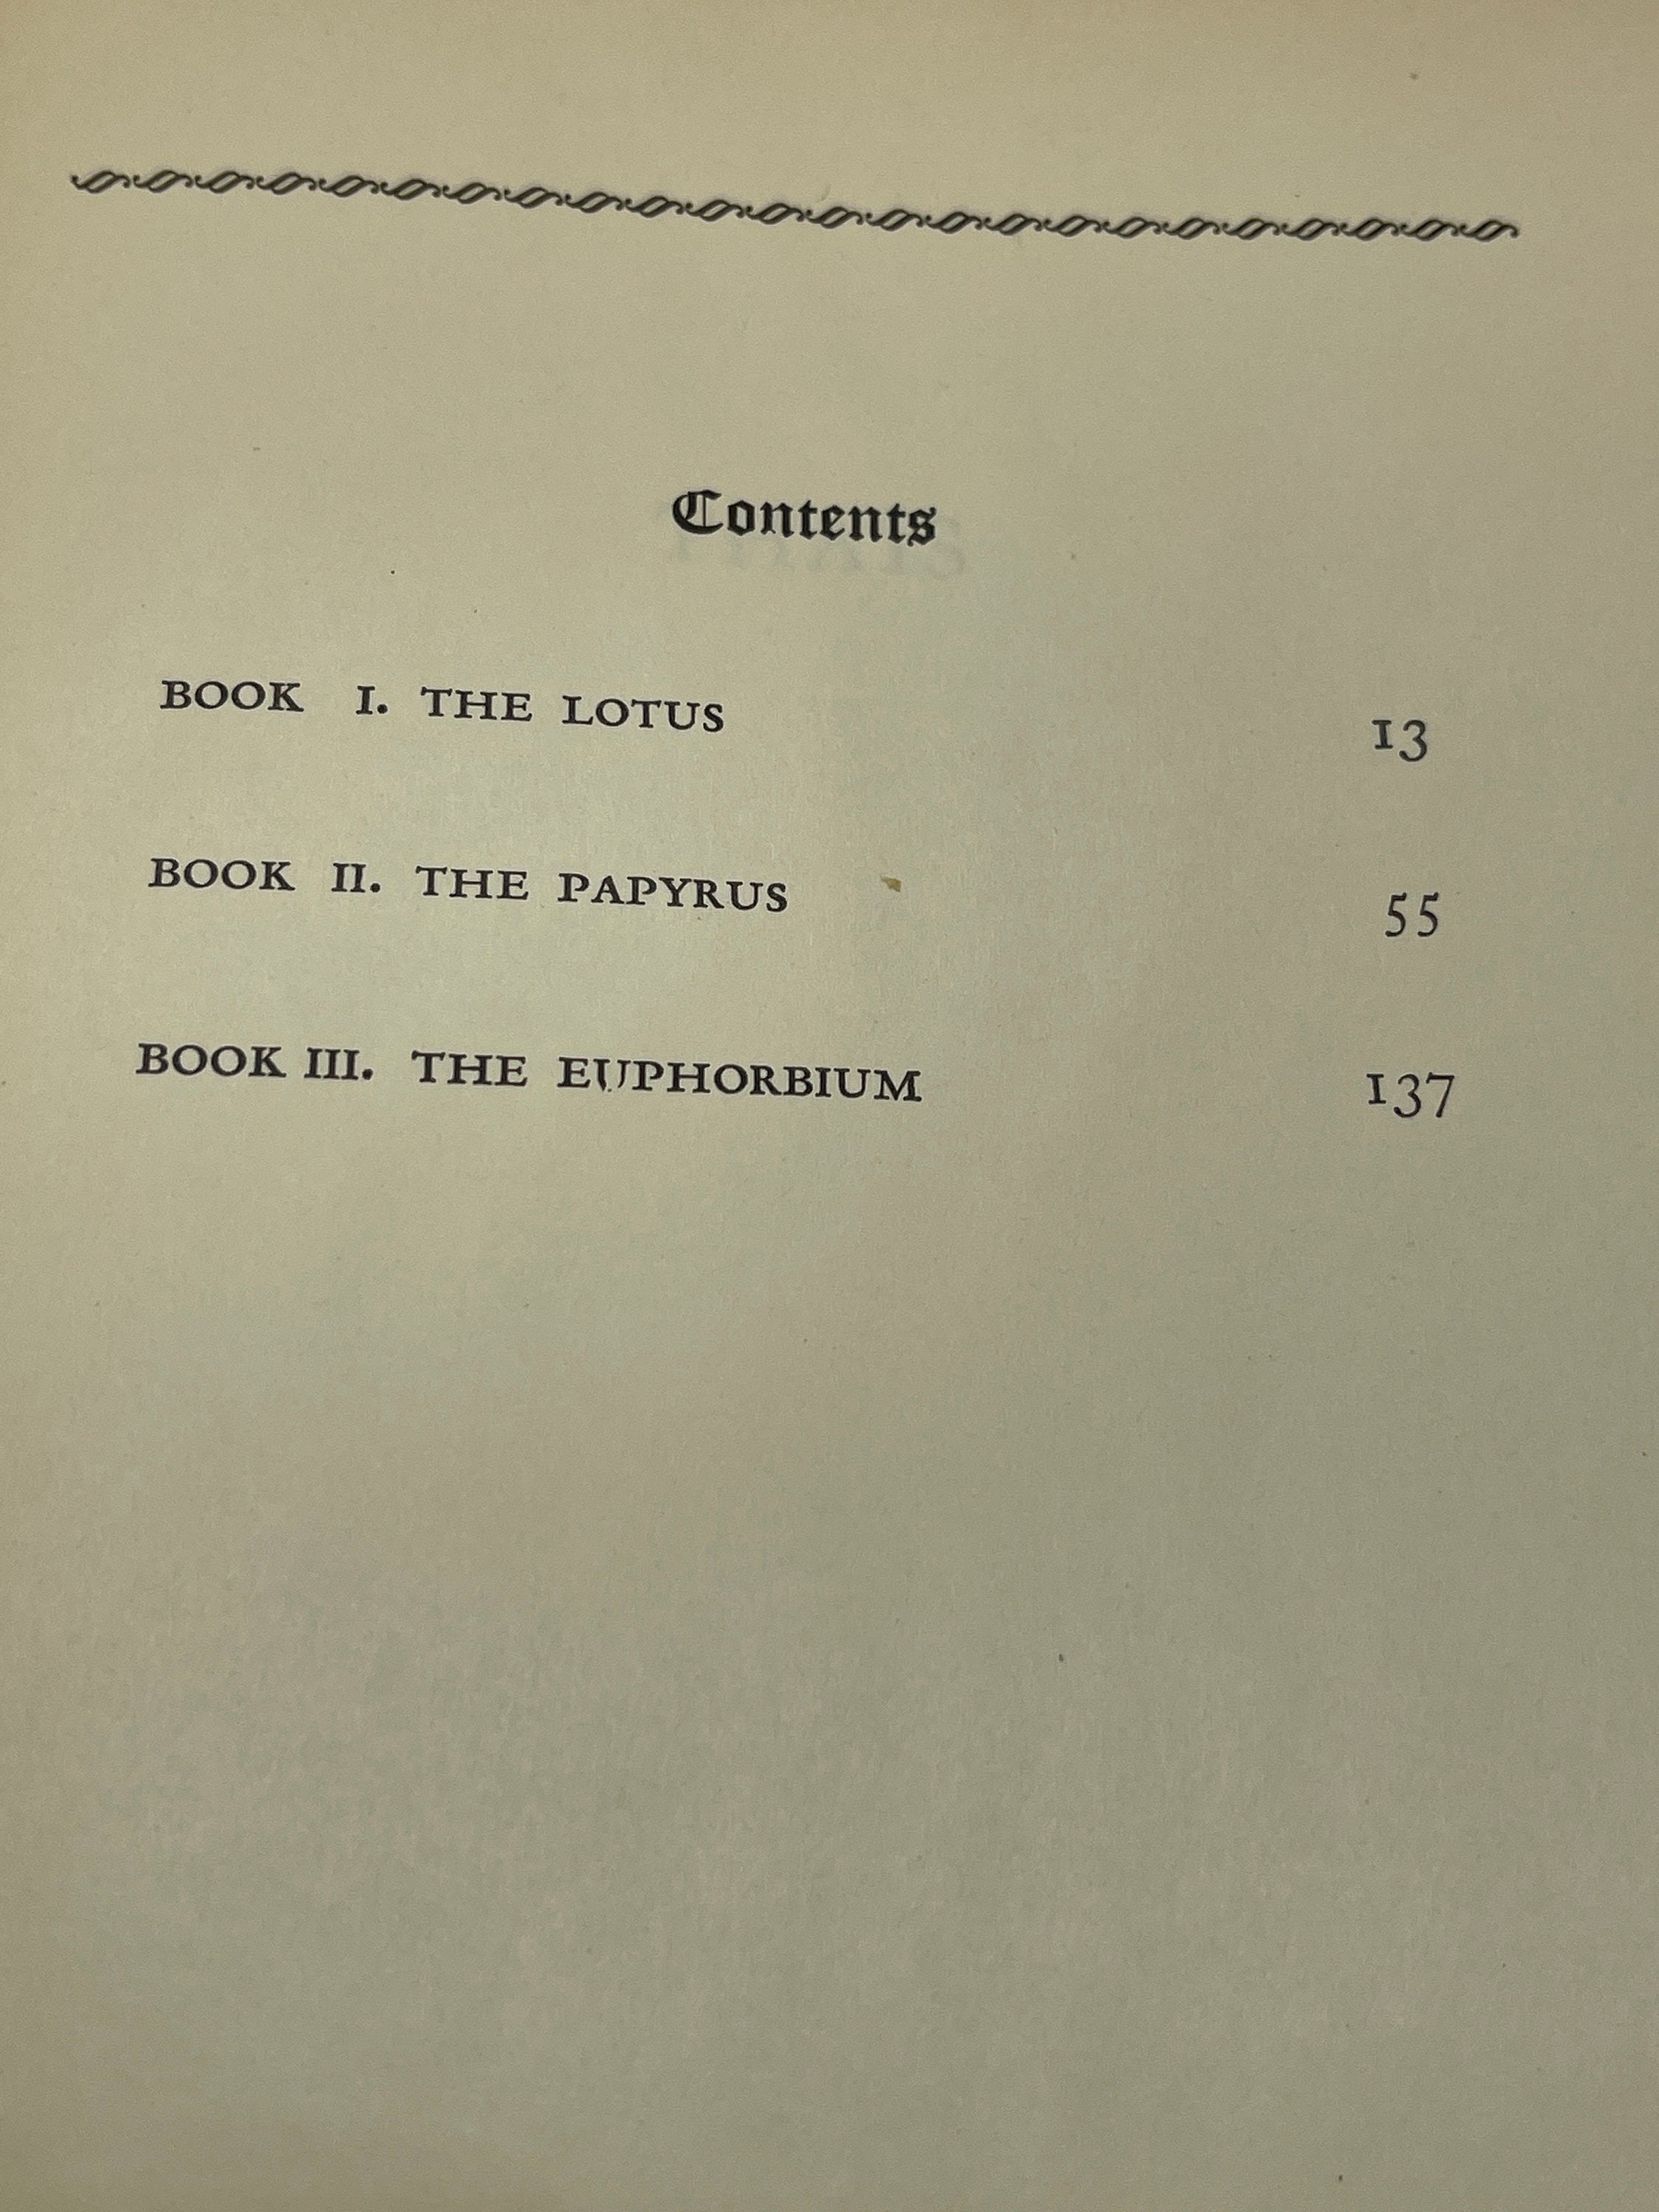 Contents
BOOK I. THE LOTUS 13
BOOK II. THE PAPYRUS 55
BOOK III. THE EUPHORBIUM 137